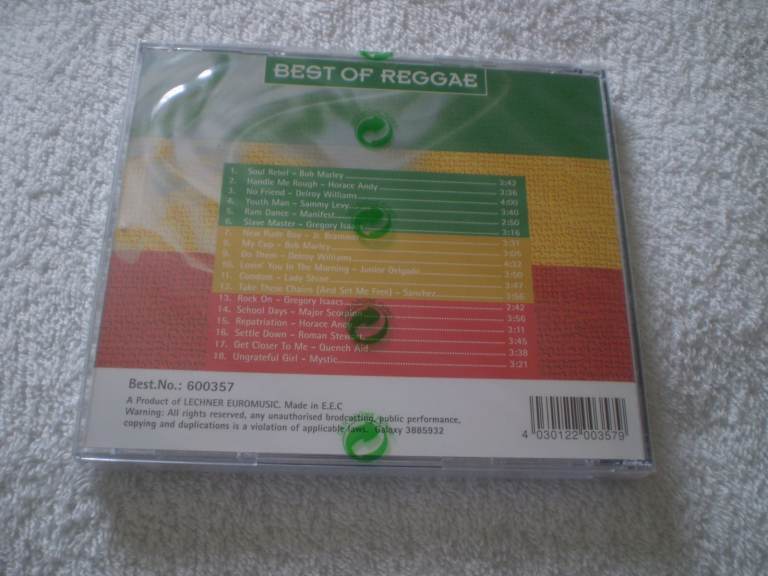 BEST OF REGGAE
1. Soul Rebel - Bob Marley 3:42
2. Handle Me Rough - Horace Andy 3:36
3. No Friend - Delroy Williams 4:00
4. Youth Man - Sammy Levy 3:40
5. Ram Dance - Manifest 2:50
6. Slave Master - Gregory Isaacs 3:16
7. New Rude Boy - Jr. 3:31
8. My Cup - Bob Marley 3:05
9. Do Them - Delroy Williams 4:32
10. Lovin' You In The Morning - Junior Delgado
11. Condom - Lady Shine 3:47
12. Take These Chains (And Set Me Free) - Sanchez
13. Rock On - Gregory Isaacs 2:42
14. School Days - Major 3:56
15. Repatriation - Horace Andy 3:11
16. Settle Down - Roman Stewart 3:45
17. Get Closer To Me - Quench Aid 3:38
18. Ungrateful Girl - Mystic 3:21
Best.No.: 600357
A Product of LECHNER EUROMUSIC. Made in E.E.C
Warning: All rights reserved, any unauthorised brodcasting, public performance,
copying and duplications is a violation of applicable laws. Galaxy 3885932
4 030122 003579